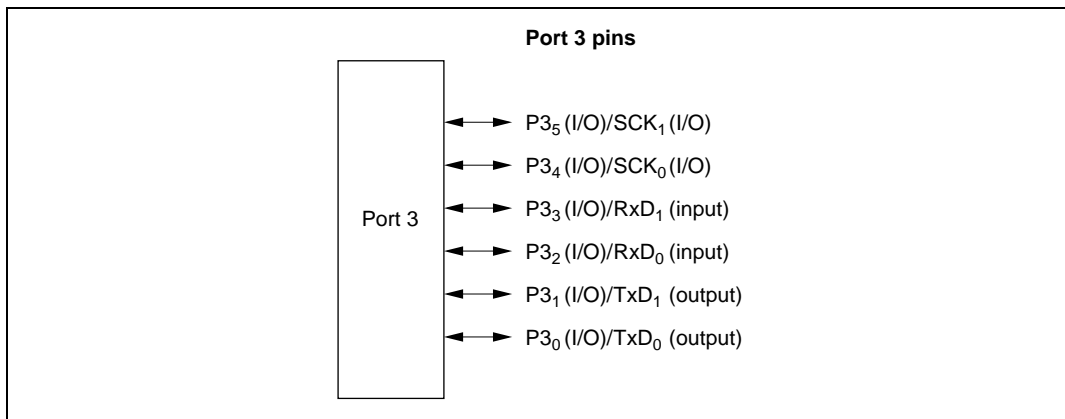 Port 3 pins
P3₅ (I/O)/SCK₁ (I/O)
P3₄ (I/O)/SCK₀ (I/O)
Port 3
P3₃ (I/O)/RxD₁ (input)
P3₂ (I/O)/RxD₀ (input)
P3₁ (I/O)/TxD₁ (output)
P3₀ (I/O)/TxD₀ (output)